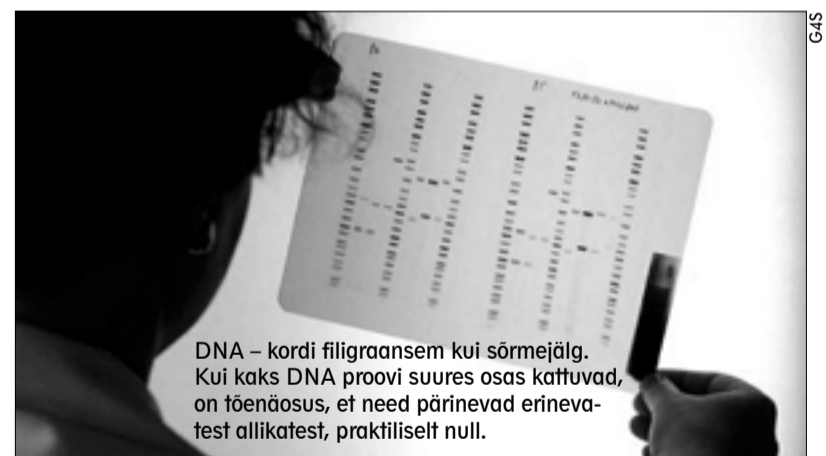 G4S
DNA – kordi filigraansem kui sõrmejälg.
Kui kaks DNA proovi suures osas kattuvad,
on tõenäosus, et need pärinevad erineva-
test allikatest, praktiliselt null.